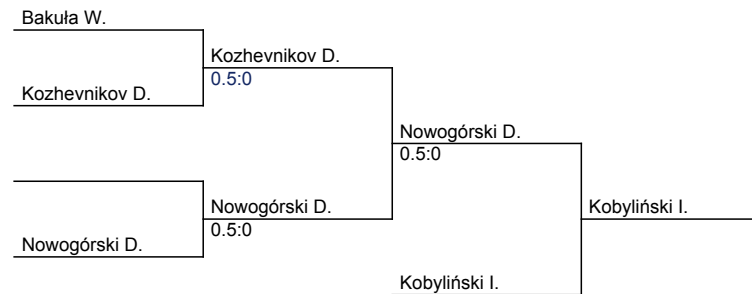 Bakuła W.
Kozhevnikov D.
0.5:0
Kozhevnikov D.
Nowogórski D.
0.5:0
Nowogórski D.
0.5:0
Kobyliński I.
Nowogórski D.
Kobyliński I.